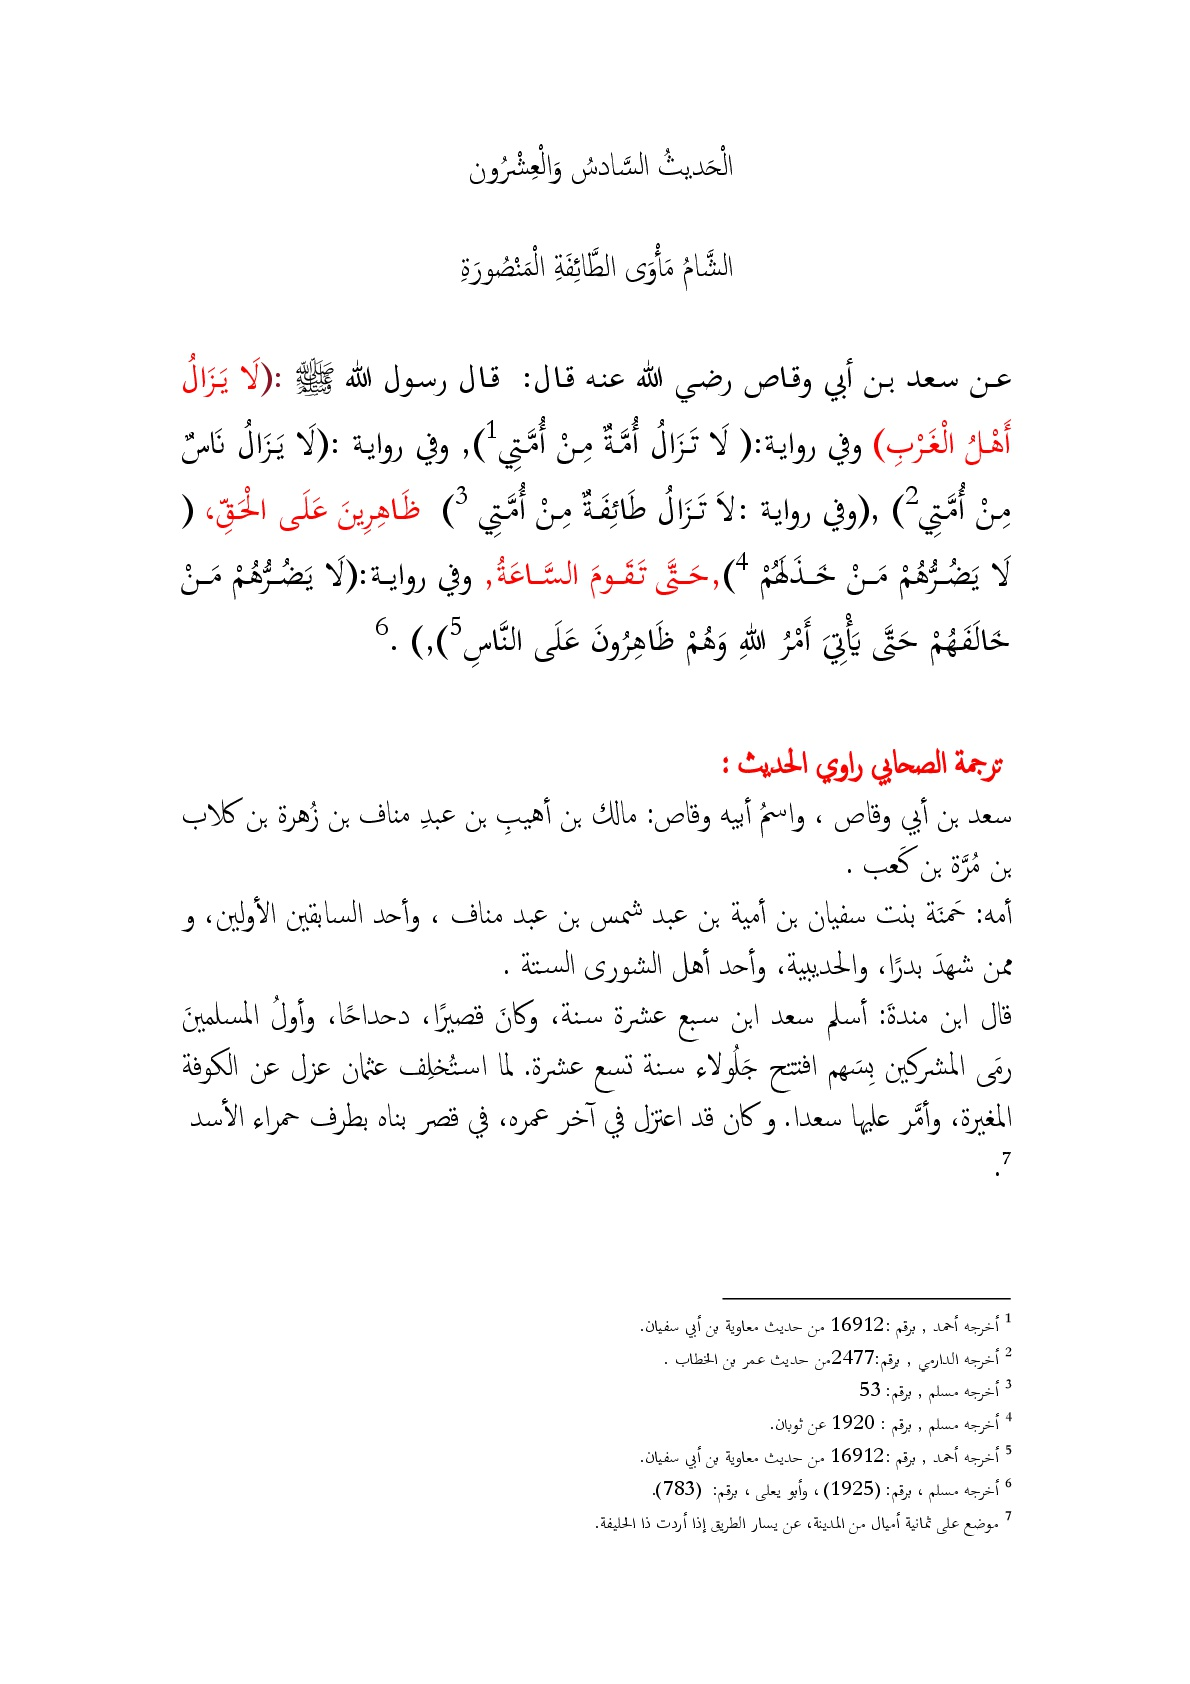 الْحَديثُ السَّادسُ وَالْعِشْرُون
الشَّامُ مَأْوَى الطَّائِفَةِ الْمَنْصُورَةِ
عن سعد بن أبي وقاص رضي الله عنه قال: قال رسول الله ﷺ :(لَا يَزَالُ
أَهْلُ الْغَرْبِ) وفي رواية:( لَا تَزَالُ أُمَّةٌ مِنْ أُمَّتِي1), وفي رواية :(لَا يَزَالُ نَاسٌ
مِنْ أُمَّتِي2) ,(وفي رواية :لاَ تَزَالُ طَائِفَةٌ مِنْ أُمَّتِي 3) ظَاهِرِينَ عَلَى الْحَقِّ، (
لَا يَضُرُّهُمْ مَنْ خَذَلَهُمْ 4),حَتَّى تَقَومَ السَّاعَةُ, وفي رواية:(لَا يَضُرُّهُمْ مَنْ
خَالَفَهُمْ حَتَّى يَأْتِيَ أَمْرُ اللهِ وَهُمْ ظَاهِرُونَ عَلَى النَّاسِ5),) .6
ترجمة الصحابي راوي الحديث :
سعد بن أبي وقاص ، واسمُ أبيه وقاص: مالك بن أهيبِ بن عبدِ مناف بن زُهرة بن كلاب
بن مُرَّة بن كَعب .
أمه: حَمنَة بنت سفيان بن أمية بن عبد شمس بن عبد مناف ، وأحد السابقين الأولين، و
ممن شهدَ بدرًا، والحديبية، وأحد أهل الشورى الستة .
قال ابن مندةَ: أسلم سعد ابن سبع عشرة سنة، وكانَ قصيرًا، دحداحًا، وأولُ المسلمينَ
رمَى المشركين بِسَهم افنتح جَلُولاء سنة تسع عشرة. لما استُخلِف عثمان عزل عن الكوفة
المغيرة، وأمَّر عليها سعدا. وكان قد اعتزل في آخر عمره، في قصر بناه بطرف حمراء الأسد
.7
1 أخرجه أحمد , برقم :16912 من حديث معاوية بن أبي سفيان.
2 أخرجه الدارمي , برقم:2477من حديث عمر بن الخطاب .
3 أخرجه مسلم , برقم: 53
4 أخرجه مسلم , برقم : 1920 عن ثوبان.
5 أخرجه أحمد , برقم :16912 من حديث معاوية بن أبي سفيان.
6 أخرجه مسلم ، برقم: (1925)، وأبو يعلى ، برقم: (783).
7 موضع على ثمانية أميال من المدينة، عن يسار الطريق إذا أردت ذا الحليفة.